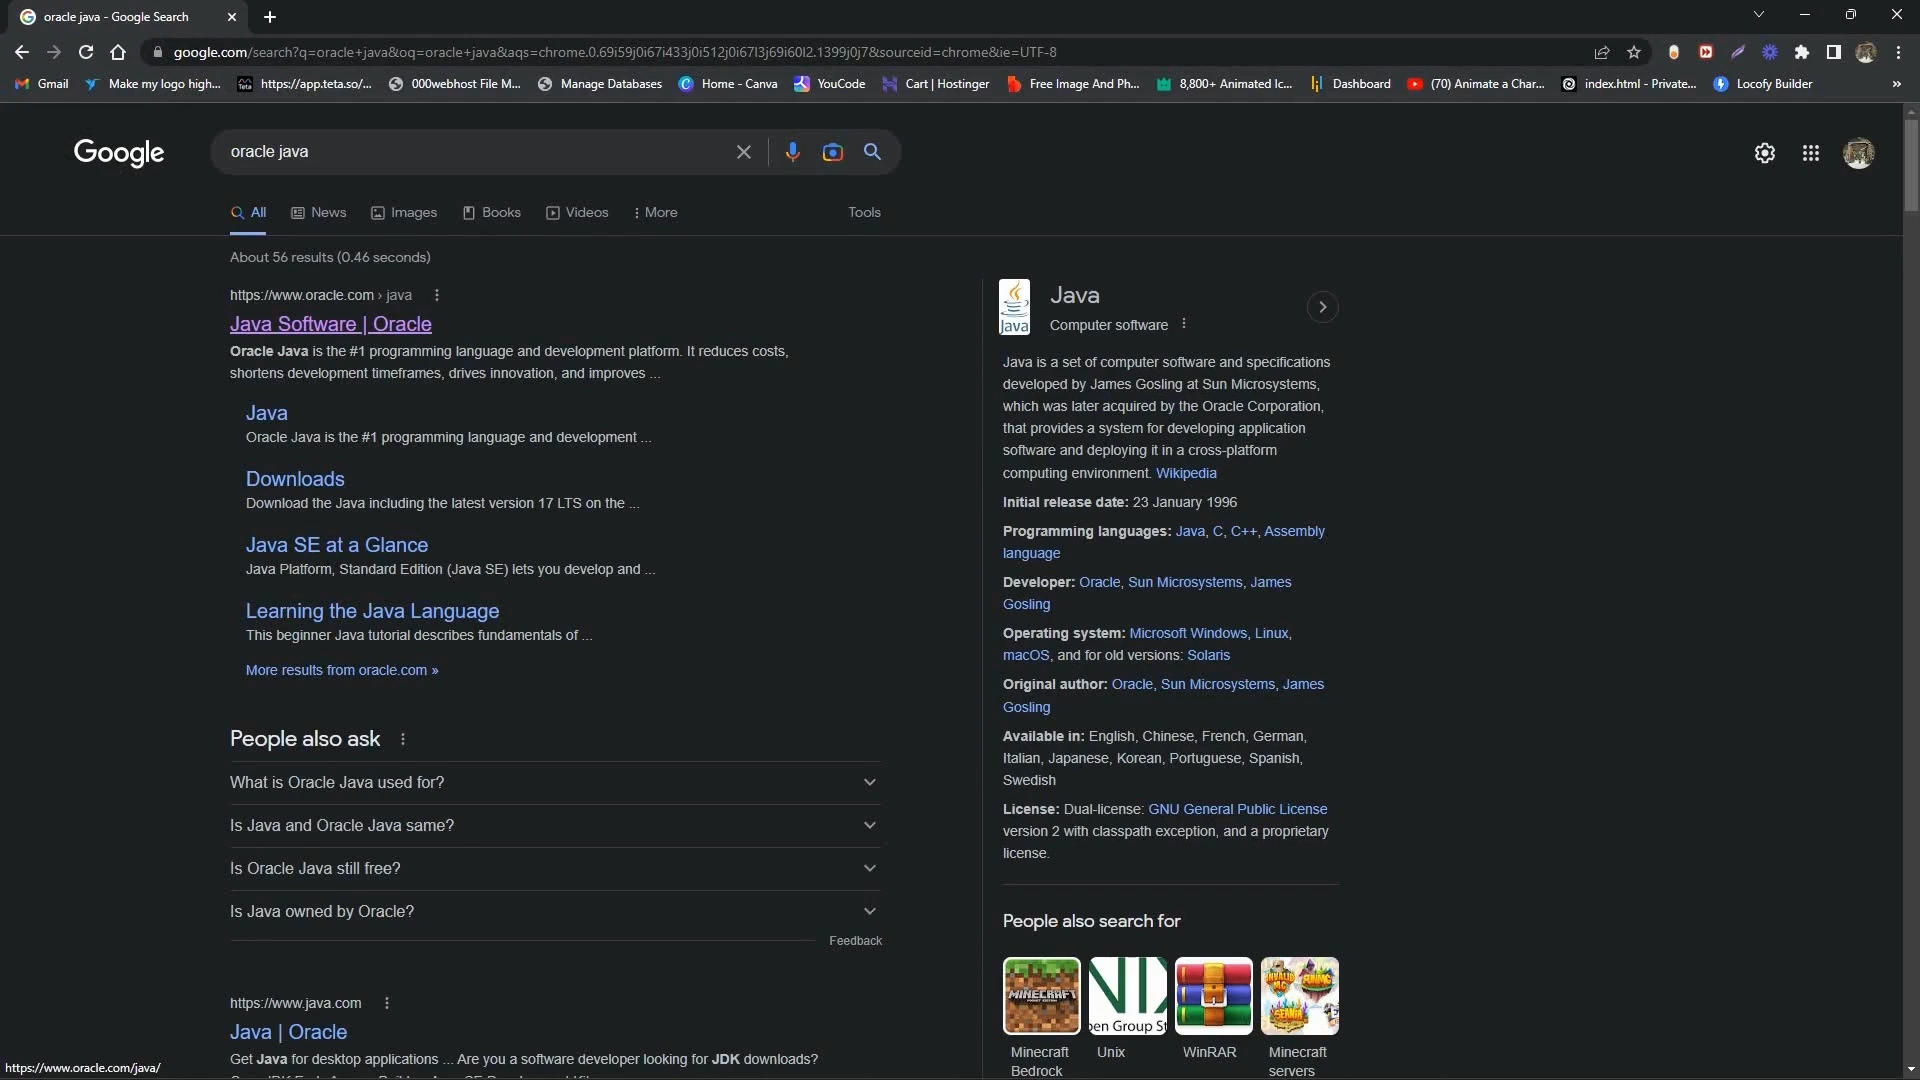 oracle java - Google Search
google.com/search?q=oracle+java&oq=oracle+java&aqs=chrome.0.69i59j0i67i433j0i512j0i67l3j69i60l2.1399j0j7&sourceid=chrome&ie=UTF-8
Gmail
Make my logo high...
https://app.teta.so/...
000webhost File M...
Manage Databases
Home - Canva
YouCode
Cart | Hostinger
Free Image And Ph...
8,800+ Animated Ic...
Dashboard
(70) Animate a Char...
index.html - Private...
Locofy Builder
»
Google
oracle java
All
News
Images
Books
Videos
More
Tools
About 56 results (0.46 seconds)
https://www.oracle.com › java
Java Software | Oracle
Oracle Java is the #1 programming language and development platform. It reduces costs,
shortens development timeframes, drives innovation, and improves ...
Java
Oracle Java is the #1 programming language and development ...
Downloads
Download the Java including the latest version 17 LTS on the ...
Java SE at a Glance
Java Platform, Standard Edition (Java SE) lets you develop and ...
Learning the Java Language
This beginner Java tutorial describes fundamentals of ...
More results from oracle.com »
People also ask
What is Oracle Java used for?
Is Java and Oracle Java same?
Is Oracle Java still free?
Is Java owned by Oracle?
Feedback
https://www.java.com
Java | Oracle
Get Java for desktop applications ... Are you a software developer looking for JDK downloads?
https://www.oracle.com/java/
Java
Java
Computer software
Java is a set of computer software and specifications
developed by James Gosling at Sun Microsystems,
which was later acquired by the Oracle Corporation,
that provides a system for developing application
software and deploying it in a cross-platform
computing environment. Wikipedia
Initial release date: 23 January 1996
Programming languages: Java, C, C++, Assembly
language
Developer: Oracle, Sun Microsystems, James
Gosling
Operating system: Microsoft Windows, Linux,
macOS, and for old versions: Solaris
Original author: Oracle, Sun Microsystems, James
Gosling
Available in: English, Chinese, French, German,
Italian, Japanese, Korean, Portuguese, Spanish,
Swedish
License: Dual-license: GNU General Public License
version 2 with classpath exception, and a proprietary
license.
People also search for
MINECRAFT
Minecraft
Bedrock
Unix
WinRAR
Minecraft
servers